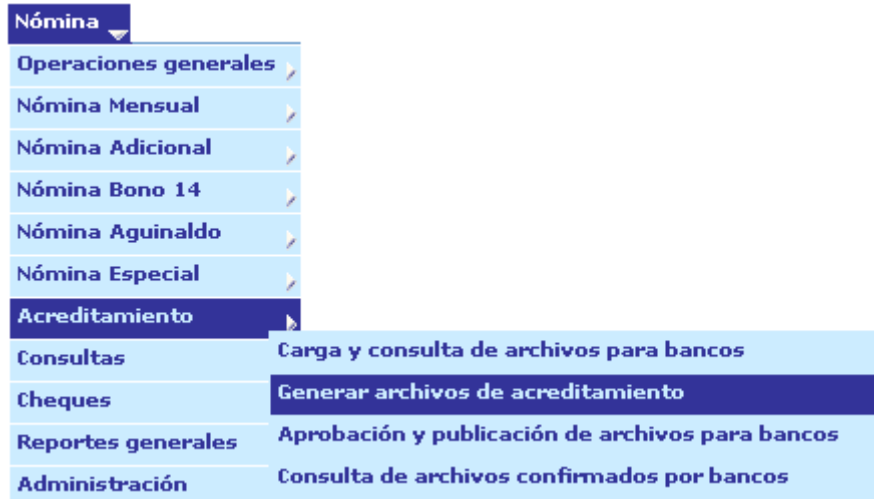 Nómina
Operaciones generales
Nómina Mensual
Nómina Adicional
Nómina Bono 14
Nómina Aguinaldo
Nómina Especial
Acreditamiento
Consultas
Cheques
Reportes generales
Administración
Carga y consulta de archivos para bancos
Generar archivos de acreditamiento
Aprobación y publicación de archivos para bancos
Consulta de archivos confirmados por bancos